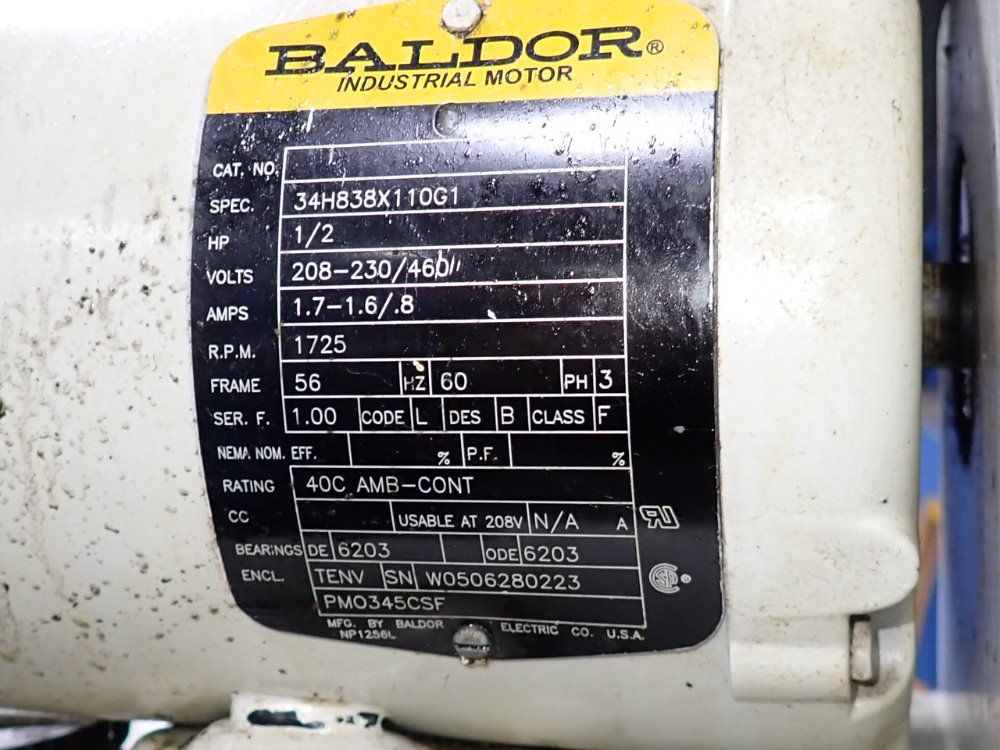 BALDOR®
INDUSTRIAL MOTOR
CAT. NO.
SPEC. 34H838X110G1
HP 1/2
VOLTS 208-230/460
AMPS 1.7-1.6/.8
R.P.M. 1725
FRAME 56 HZ 60 PH 3
SER. F. 1.00 CODE L DES B CLASS F
NEMA NOM. EFF. % P.F. %
RATING 40C AMB-CONT
CC USABLE AT 208V N/A A
BEARINGS DE 6203 ODE 6203
ENCL. TENV SN W0506280223
PMO345CSF
MFG. BY BALDOR ELECTRIC CO. U.S.A.
NP1256L